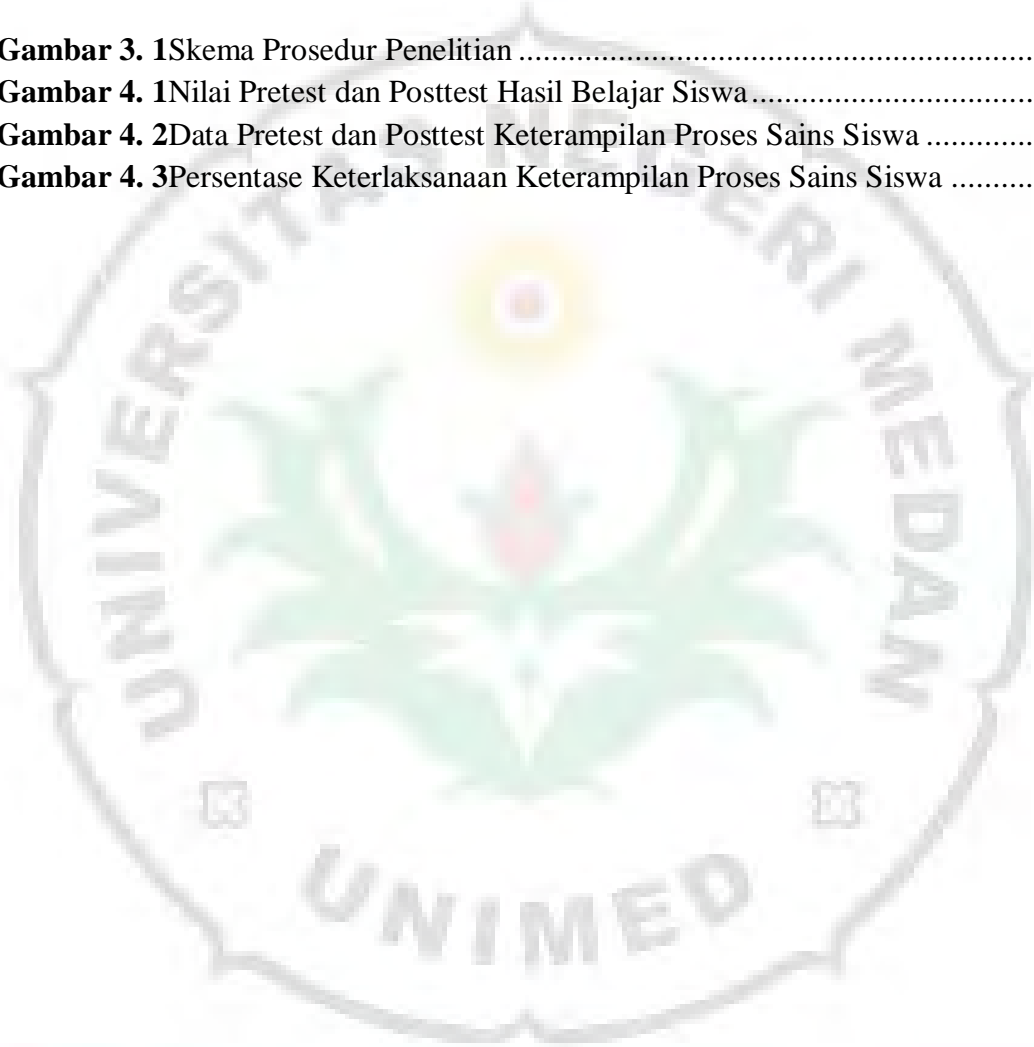 Gambar 3. 1Skema Prosedur Penelitian ................................................................
Gambar 4. 1Nilai Pretest dan Posttest Hasil Belajar Siswa ...................................
Gambar 4. 2Data Pretest dan Posttest Keterampilan Proses Sains Siswa .............
Gambar 4. 3Persentase Keterlaksanaan Keterampilan Proses Sains Siswa ..........
UNIVERSITAS NEGERI MEDAN
UNIMED